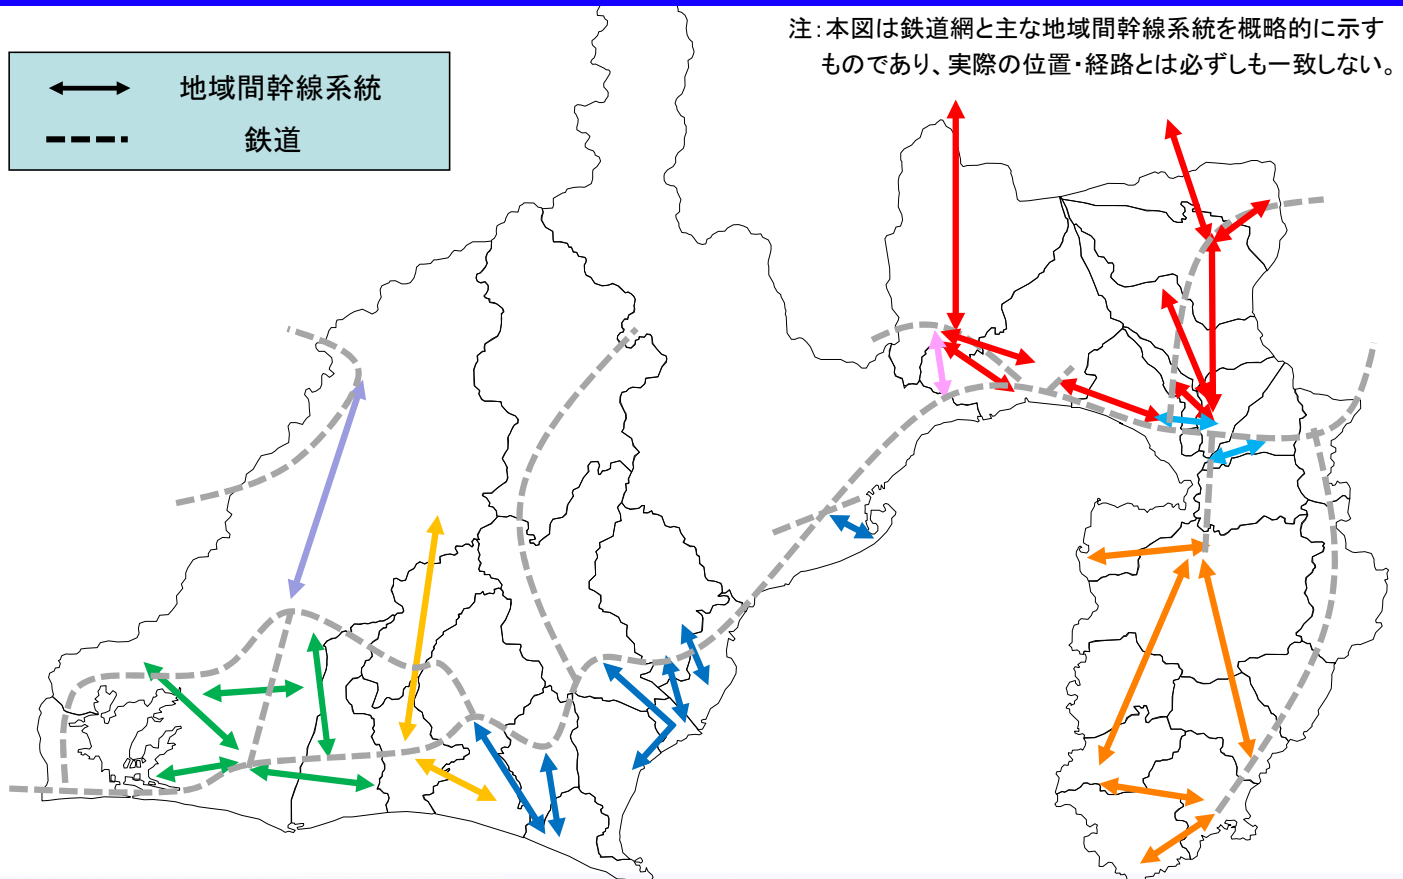 注:本図は鉄道網と主な地域間幹線系統を概略的に示す
ものであり、実際の位置・経路とは必ずしも一致しない。
地域間幹線系統
鉄道